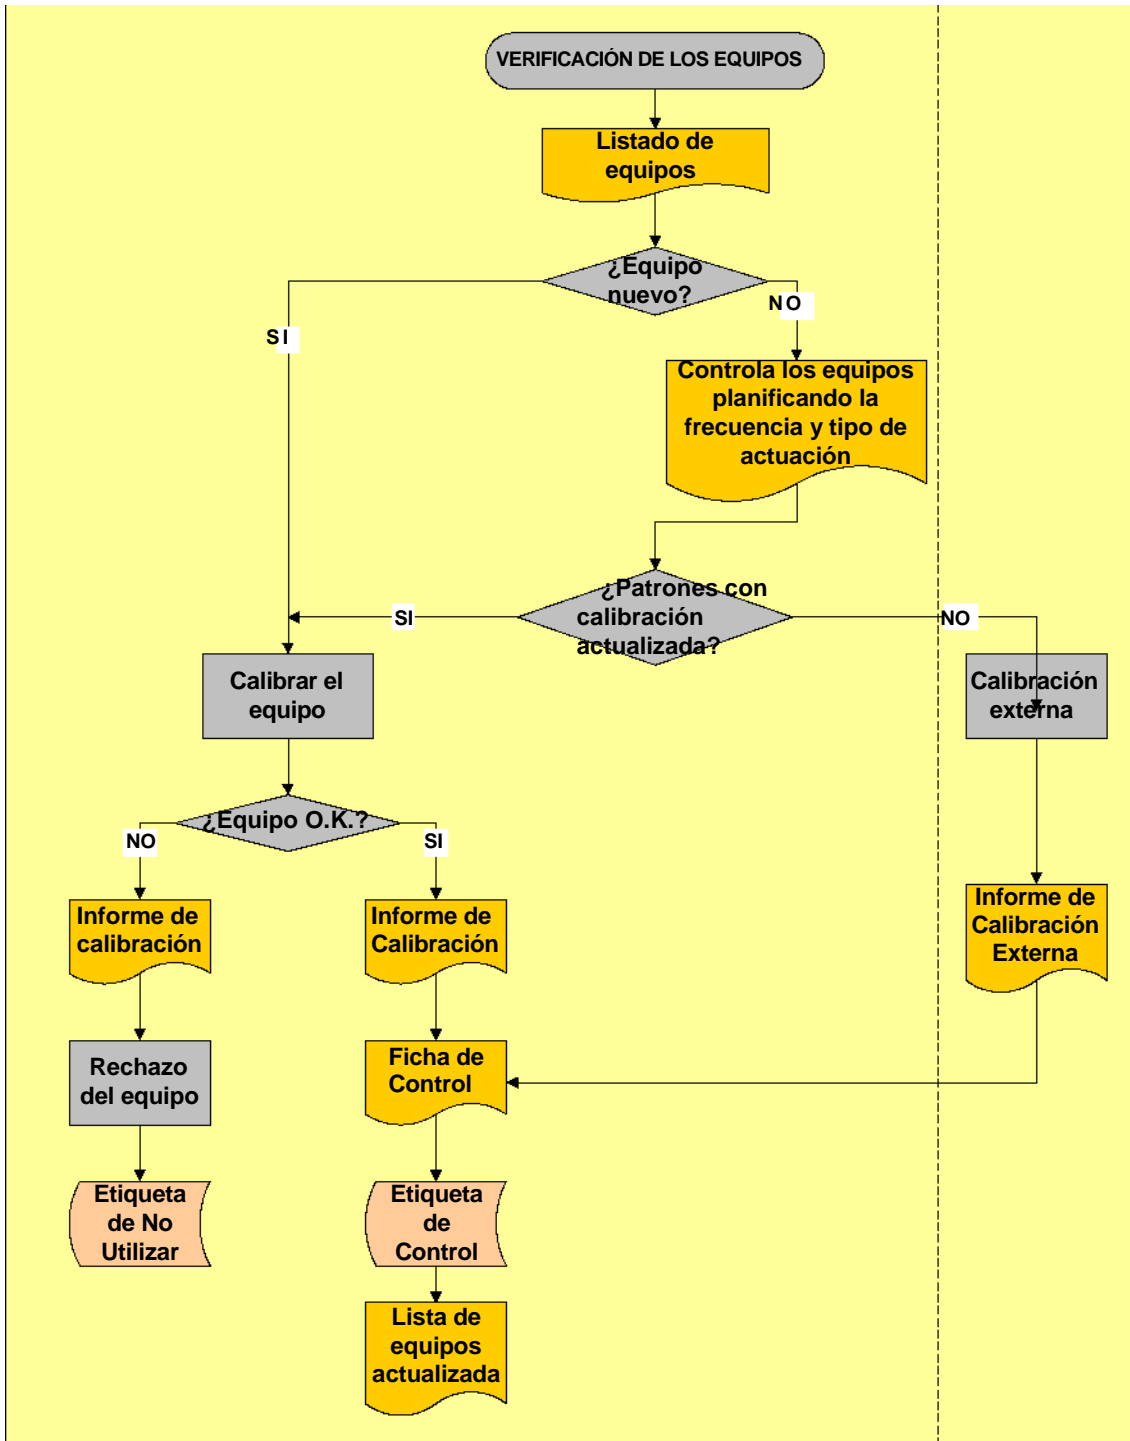 VERIFICACIÓN DE LOS EQUIPOS
Listado de
equipos
¿Equipo
nuevo?
NO
SI
Controla los equipos
planificando la
frecuencia y tipo de
actuación
¿Patrones con
calibración
actualizada?
SI
NO
Calibrar el
equipo
Calibración
externa
¿Equipo O.K.?
NO
SI
Informe de
calibración
Informe de
Calibración
Informe de
Calibración
Externa
Rechazo
del equipo
Ficha de
Control
Etiqueta
de No
Utilizar
Etiqueta
de
Control
Lista de
equipos
actualizada